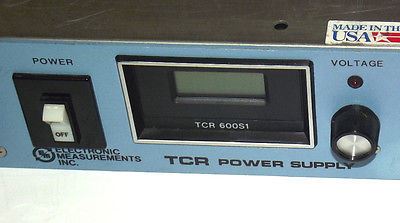 MADE IN THE
USA
POWER
VOLTAGE
TCR 600S1
OFF
ELECTRONIC
MEASUREMENTS
INC.
TCR POWER SUPPLY